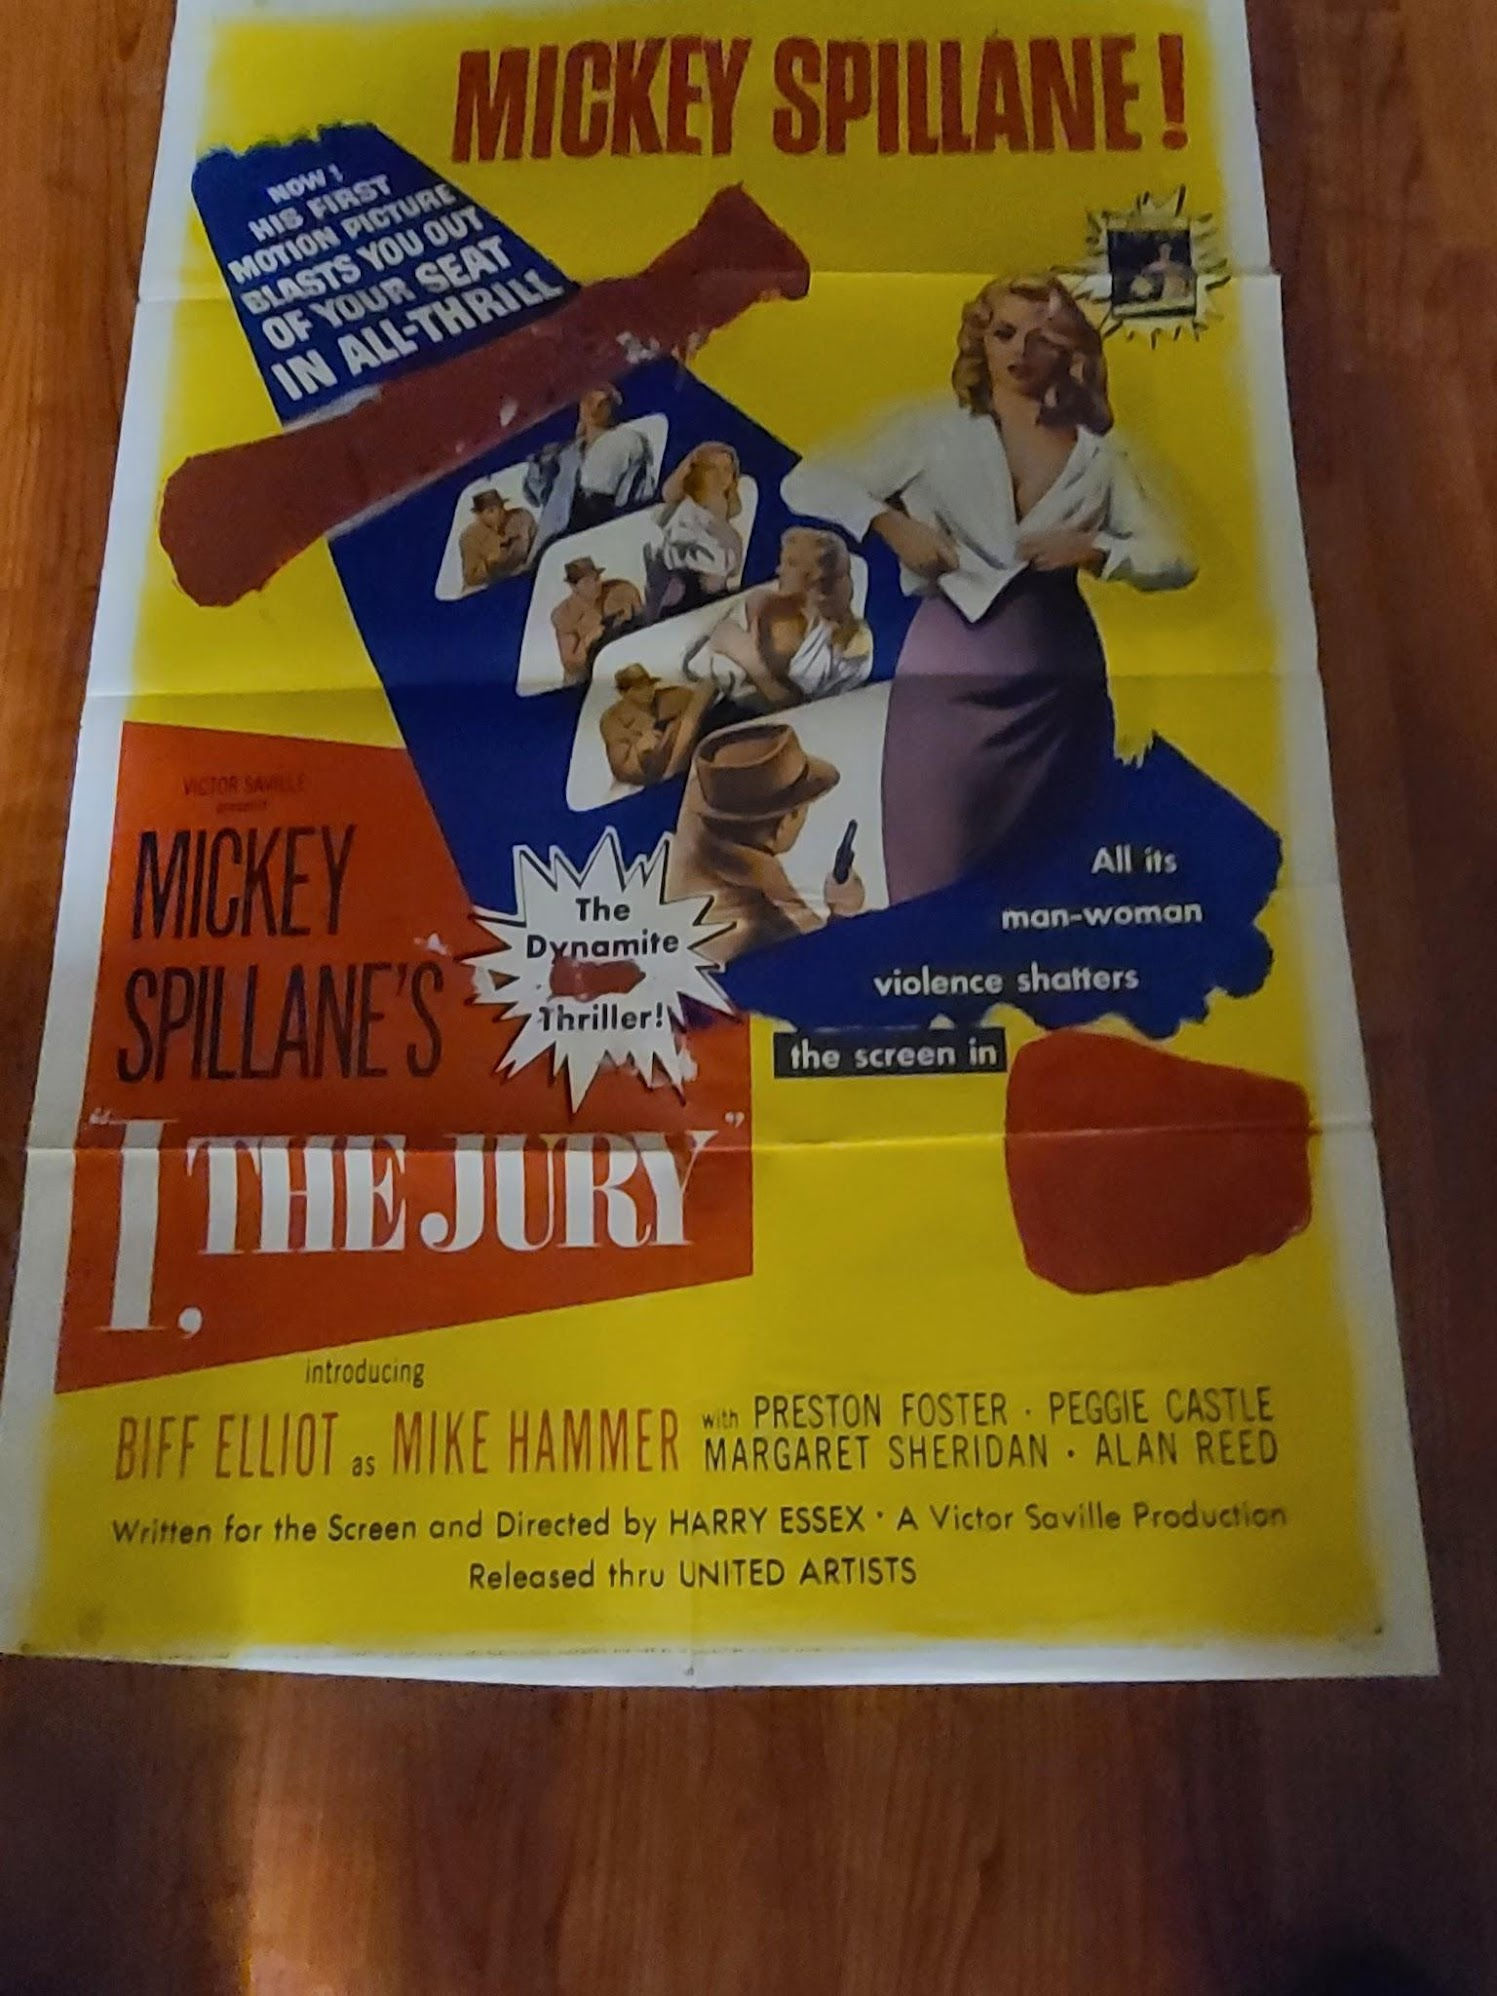 MICKEY SPILLANE!
NOW!
HIS FIRST
MOTION PICTURE
BLASTS YOU OUT
OF YOUR SEAT
IN ALL-THRILL
VICTOR SAVILLE
presents
MICKEY
SPILLANE'S
"I, THE JURY"
The
Dynamite
Thriller!
All its
man-woman
violence shatters
the screen in
introducing
BIFF ELLIOT as MIKE HAMMER
with PRESTON FOSTER · PEGGIE CASTLE
MARGARET SHERIDAN · ALAN REED
Written for the Screen and Directed by HARRY ESSEX · A Victor Saville Production
Released thru UNITED ARTISTS